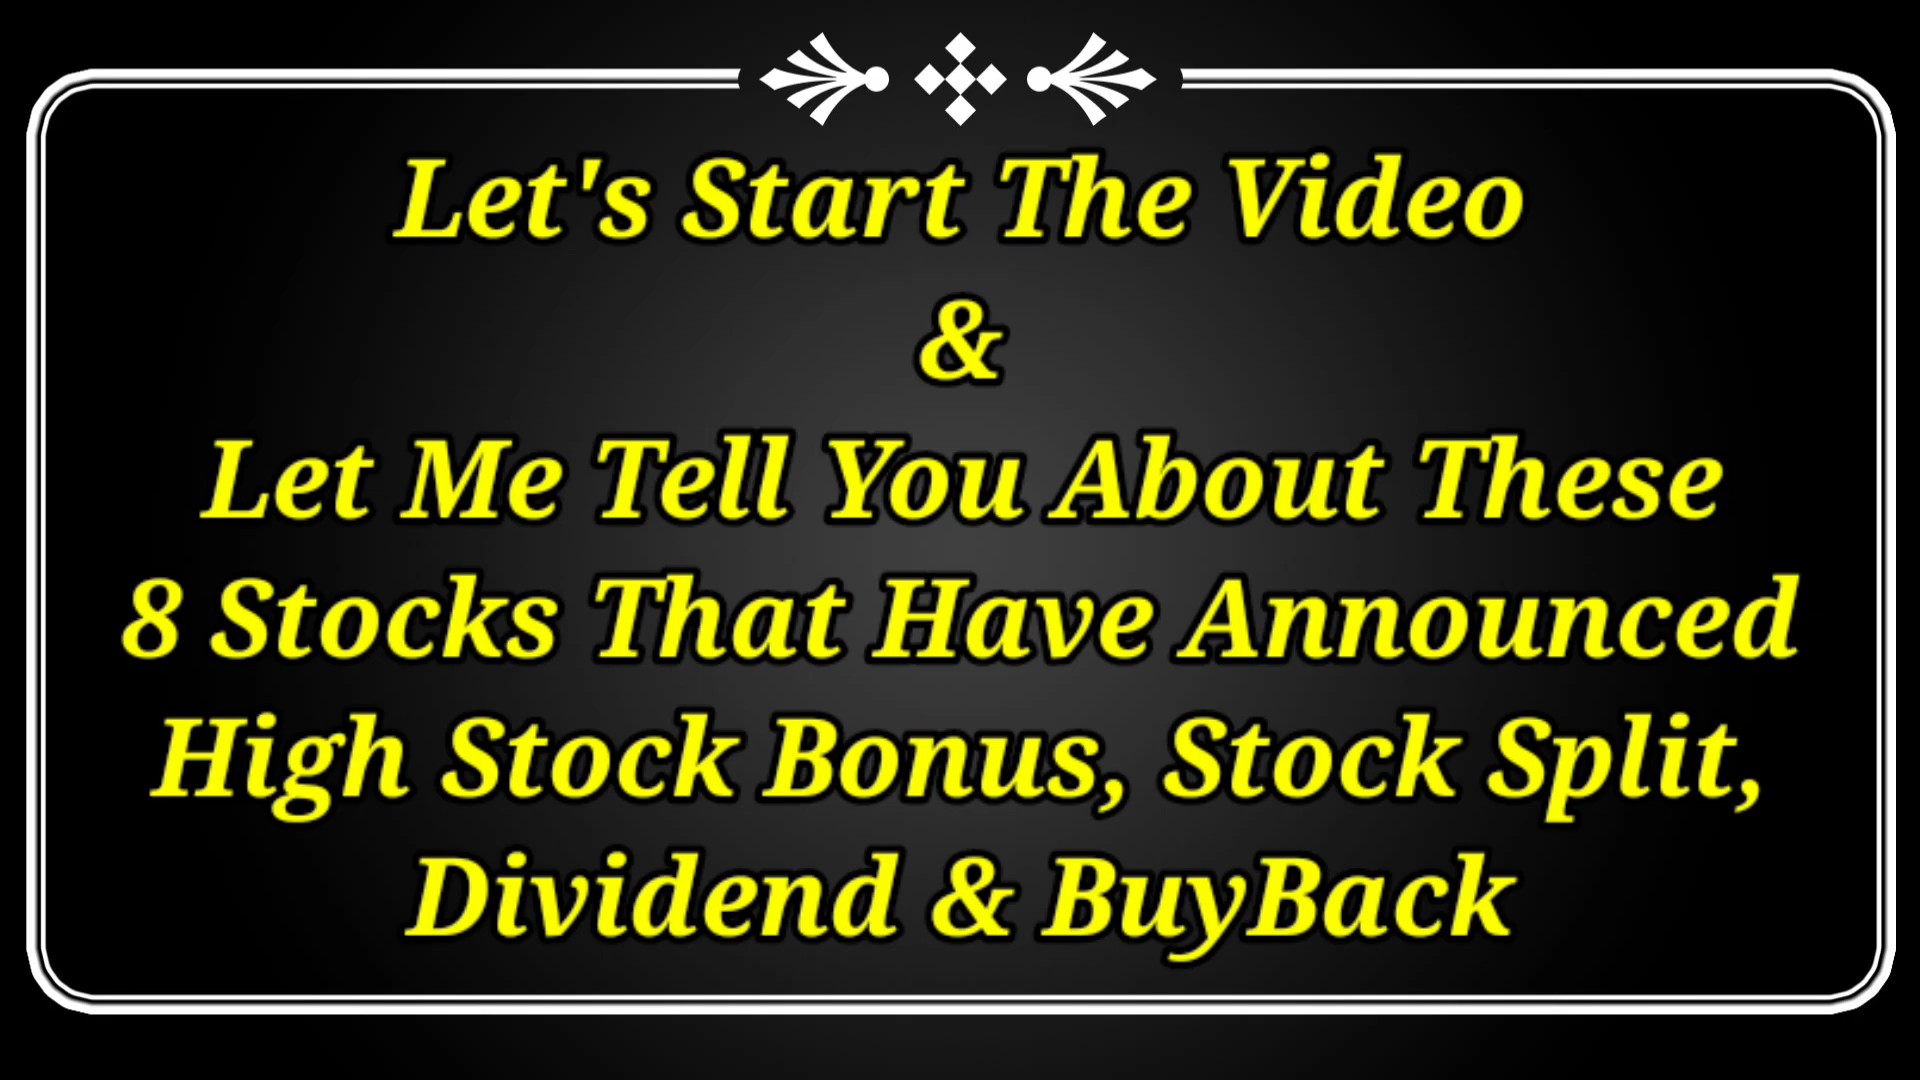 Let's Start The Video
&
Let Me Tell You About These
8 Stocks That Have Announced
High Stock Bonus, Stock Split,
Dividend & BuyBack